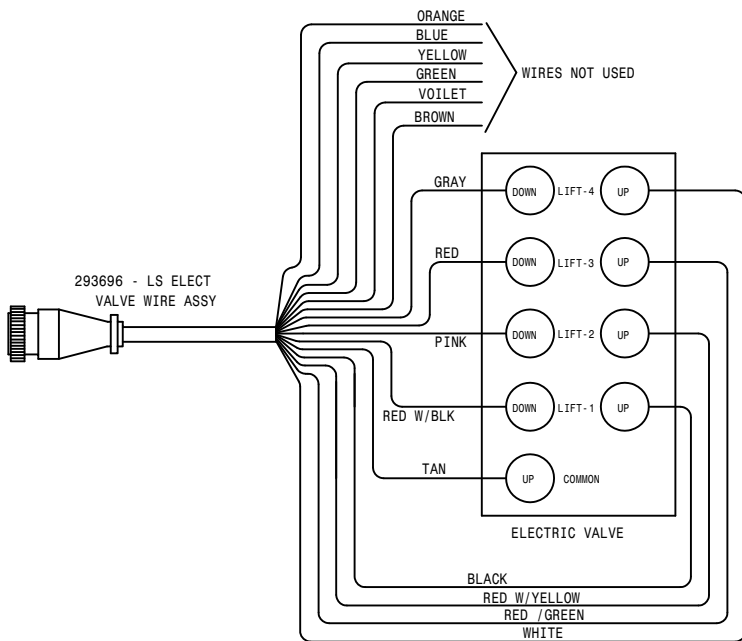 ORANGE
BLUE
YELLOW
GREEN
VOILET
BROWN
WIRES NOT USED
GRAY
DOWN LIFT-4 UP
RED
DOWN LIFT-3 UP
293696 - LS ELECT
VALVE WIRE ASSY
PINK
DOWN LIFT-2 UP
RED W/BLK
DOWN LIFT-1 UP
TAN
UP COMMON
ELECTRIC VALVE
BLACK
RED W/YELLOW
RED /GREEN
WHITE